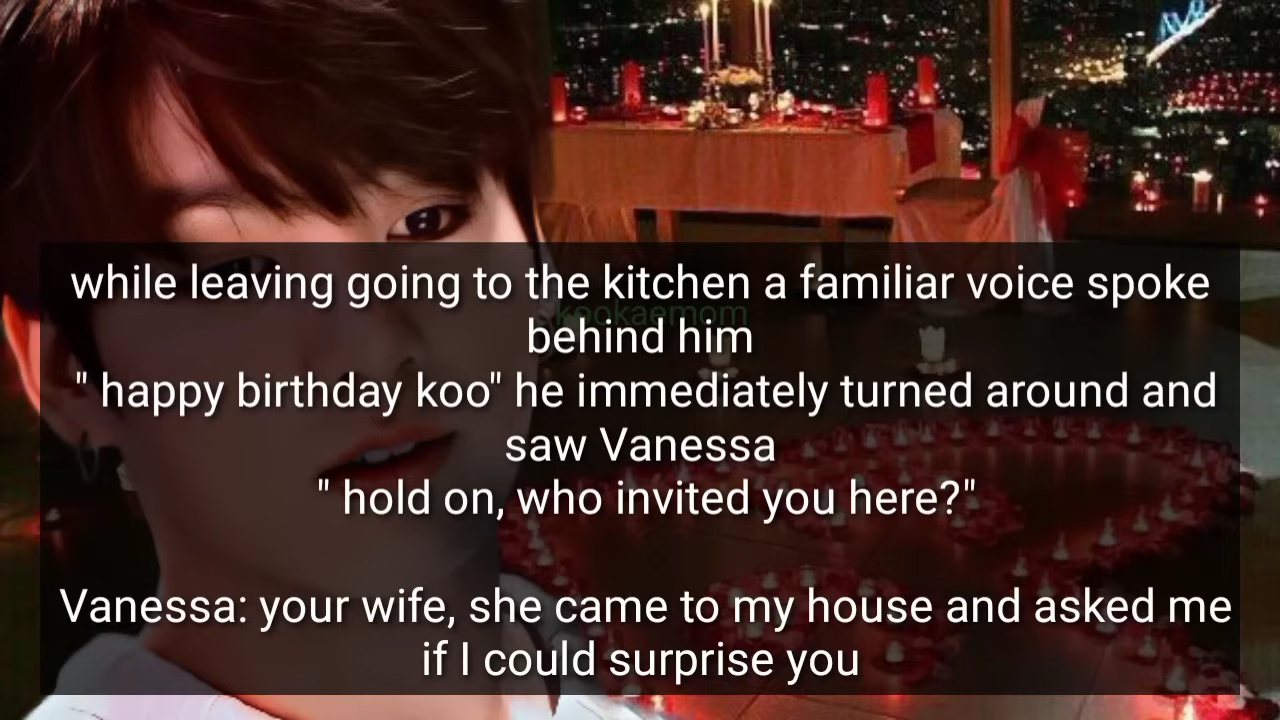 while leaving going to the kitchen a familiar voice spoke
kookaemom
behind him
" happy birthday koo" he immediately turned around and
saw Vanessa
" hold on, who invited you here?"
Vanessa: your wife, she came to my house and asked me
if I could surprise you